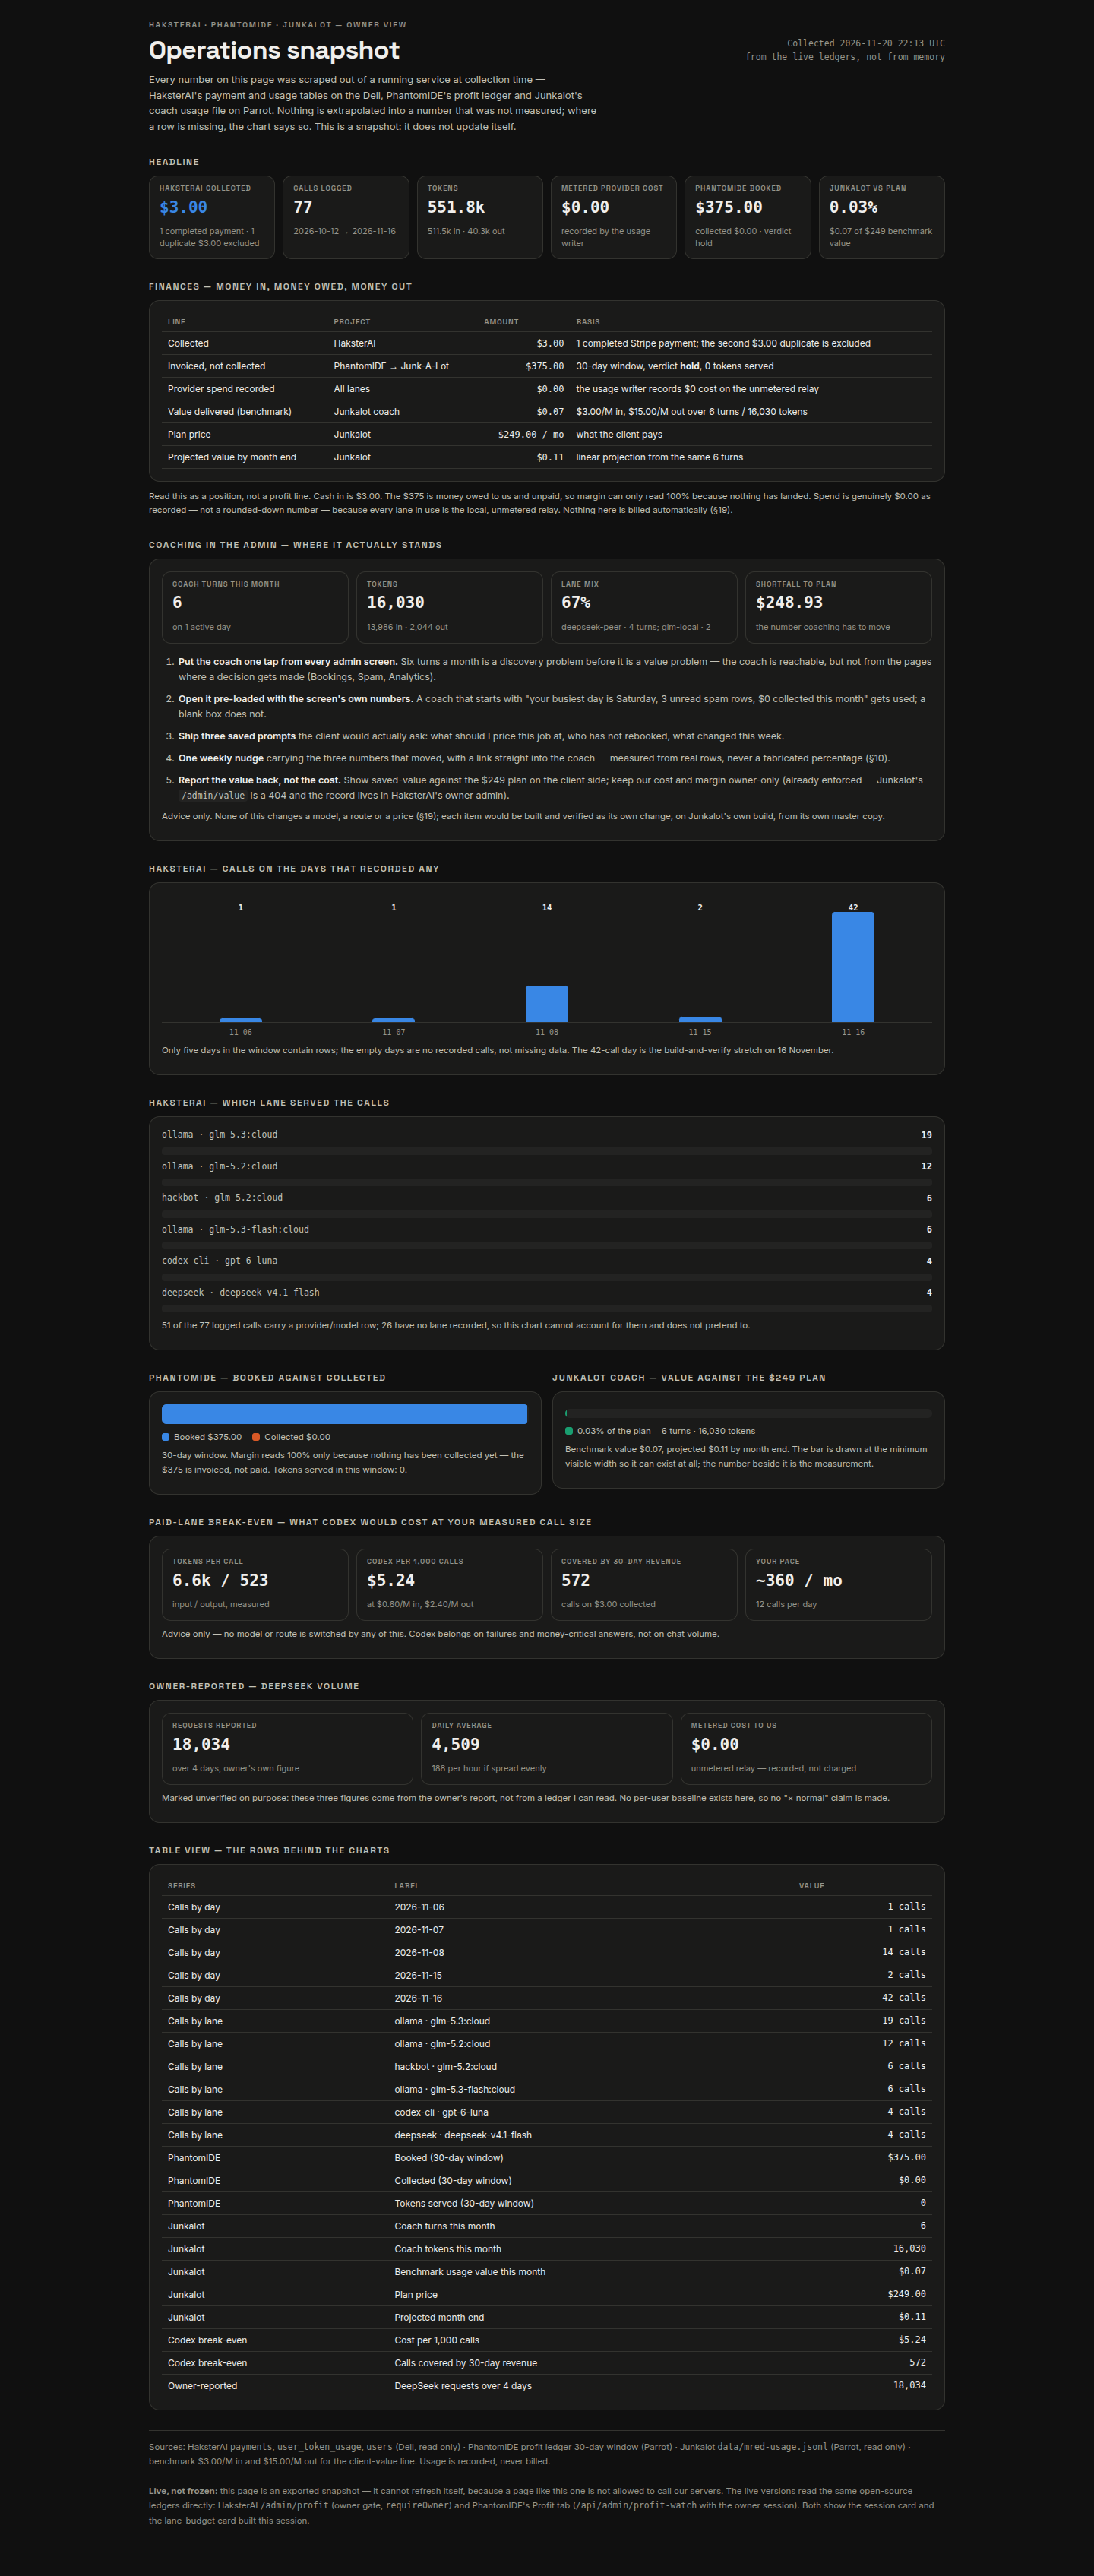 HAKSTERAI · PHANTOMIDE · JUNKALOT — OWNER VIEW
Operations snapshot
Collected 2026-11-20 22:13 UTC
from the live ledgers, not from memory
Every number on this page was scraped out of a running service at collection time —
HaksterAI's payment and usage tables on the Dell, PhantomIDE's profit ledger and Junkalot's
coach usage file on Parrot. Nothing is extrapolated into a number that was not measured; where
a row is missing, the chart says so. This is a snapshot: it does not update itself.
HEADLINE
HAKSTERAI COLLECTED
$3.00
1 completed payment · 1
duplicate $3.00 excluded
CALLS LOGGED
77
2026-10-12 → 2026-11-16
TOKENS
551.8k
511.5k in · 40.3k out
METERED PROVIDER COST
$0.00
recorded by the usage
writer
PHANTOMIDE BOOKED
$375.00
collected $0.00 · verdict
hold
JUNKALOT VS PLAN
0.03%
$0.07 of $249 benchmark
value
FINANCES — MONEY IN, MONEY OWED, MONEY OUT
LINE PROJECT AMOUNT BASIS
Collected HaksterAI $3.00 1 completed Stripe payment; the second $3.00 duplicate is excluded
Invoiced, not collected PhantomIDE → Junk-A-Lot $375.00 30-day window, verdict hold, 0 tokens served
Provider spend recorded All lanes $0.00 the usage writer records $0 cost on the unmetered relay
Value delivered (benchmark) Junkalot coach $0.07 $3.00/M in, $15.00/M out over 6 turns / 16,030 tokens
Plan price Junkalot $249.00 / mo what the client pays
Projected value by month end Junkalot $0.11 linear projection from the same 6 turns
Read this as a position, not a profit line. Cash in is $3.00. The $375 is money owed to us and unpaid, so margin can only read 100% because nothing has landed. Spend is genuinely $0.00 as
recorded — not a rounded-down number — because every lane in use is the local, unmetered relay. Nothing here is billed automatically (§19).
COACHING IN THE ADMIN — WHERE IT ACTUALLY STANDS
COACH TURNS THIS MONTH
6
on 1 active day
TOKENS
16,030
13,986 in · 2,044 out
LANE MIX
67%
deepseek-peer · 4 turns; glm-local · 2
SHORTFALL TO PLAN
$248.93
the number coaching has to move
1. Put the coach one tap from every admin screen. Six turns a month is a discovery problem before it is a value problem — the coach is reachable, but not from the pages
where a decision gets made (Bookings, Spam, Analytics).
2. Open it pre-loaded with the screen's own numbers. A coach that starts with "your busiest day is Saturday, 3 unread spam rows, $0 collected this month" gets used; a
blank box does not.
3. Ship three saved prompts the client would actually ask: what should I price this job at, who has not rebooked, what changed this week.
4. One weekly nudge carrying the three numbers that moved, with a link straight into the coach — measured from real rows, never a fabricated percentage (§10).
5. Report the value back, not the cost. Show saved-value against the $249 plan on the client side; keep our cost and margin owner-only (already enforced — Junkalot's
/admin/value is a 404 and the record lives in HaksterAI's owner admin).
Advice only. None of this changes a model, a route or a price (§19); each item would be built and verified as its own change, on Junkalot's own build, from its own master copy.
HAKSTERAI — CALLS ON THE DAYS THAT RECORDED ANY
1 1 14 2 42
11-06 11-07 11-08 11-15 11-16
Only five days in the window contain rows; the empty days are no recorded calls, not missing data. The 42-call day is the build-and-verify stretch on 16 November.
HAKSTERAI — WHICH LANE SERVED THE CALLS
ollama · glm-5.3:cloud 19
ollama · glm-5.2:cloud 12
hackbot · glm-5.2:cloud 6
ollama · glm-5.3-flash:cloud 6
codex-cli · gpt-6-luna 4
deepseek · deepseek-v4.1-flash 4
51 of the 77 logged calls carry a provider/model row; 26 have no lane recorded, so this chart cannot account for them and does not pretend to.
PHANTOMIDE — BOOKED AGAINST COLLECTED
Booked $375.00 Collected $0.00
30-day window. Margin reads 100% only because nothing has been collected yet — the
$375 is invoiced, not paid. Tokens served in this window: 0.
JUNKALOT COACH — VALUE AGAINST THE $249 PLAN
0.03% of the plan 6 turns · 16,030 tokens
Benchmark value $0.07, projected $0.11 by month end. The bar is drawn at the minimum
visible width so it can exist at all; the number beside it is the measurement.
PAID-LANE BREAK-EVEN — WHAT CODEX WOULD COST AT YOUR MEASURED CALL SIZE
TOKENS PER CALL
6.6k / 523
input / output, measured
CODEX PER 1,000 CALLS
$5.24
at $0.60/M in, $2.40/M out
COVERED BY 30-DAY REVENUE
572
calls on $3.00 collected
YOUR PACE
~360 / mo
12 calls per day
Advice only — no model or route is switched by any of this. Codex belongs on failures and money-critical answers, not on chat volume.
OWNER-REPORTED — DEEPSEEK VOLUME
REQUESTS REPORTED
18,034
over 4 days, owner's own figure
DAILY AVERAGE
4,509
188 per hour if spread evenly
METERED COST TO US
$0.00
unmetered relay — recorded, not charged
Marked unverified on purpose: these three figures come from the owner's report, not from a ledger I can read. No per-user baseline exists here, so no "× normal" claim is made.
TABLE VIEW — THE ROWS BEHIND THE CHARTS
SERIES LABEL VALUE
Calls by day 2026-11-06 1 calls
Calls by day 2026-11-07 1 calls
Calls by day 2026-11-08 14 calls
Calls by day 2026-11-15 2 calls
Calls by day 2026-11-16 42 calls
Calls by lane ollama · glm-5.3:cloud 19 calls
Calls by lane ollama · glm-5.2:cloud 12 calls
Calls by lane hackbot · glm-5.2:cloud 6 calls
Calls by lane ollama · glm-5.3-flash:cloud 6 calls
Calls by lane codex-cli · gpt-6-luna 4 calls
Calls by lane deepseek · deepseek-v4.1-flash 4 calls
PhantomIDE Booked (30-day window) $375.00
PhantomIDE Collected (30-day window) $0.00
PhantomIDE Tokens served (30-day window) 0
Junkalot Coach turns this month 6
Junkalot Coach tokens this month 16,030
Junkalot Benchmark usage value this month $0.07
Junkalot Plan price $249.00
Junkalot Projected month end $0.11
Codex break-even Cost per 1,000 calls $5.24
Codex break-even Calls covered by 30-day revenue 572
Owner-reported DeepSeek requests over 4 days 18,034
Sources: HaksterAI payments, user_token_usage, users (Dell, read only) · PhantomIDE profit ledger 30-day window (Parrot) · Junkalot data/mred-usage.jsonl (Parrot, read only) ·
benchmark $3.00/M in and $15.00/M out for the client-value line. Usage is recorded, never billed.
Live, not frozen: this page is an exported snapshot — it cannot refresh itself, because a page like this one is not allowed to call our servers. The live versions read the same open-source
ledgers directly: HaksterAI /admin/profit (owner gate, requireOwner) and PhantomIDE's Profit tab (/api/admin/profit-watch with the owner session). Both show the session card and
the lane-budget card built this session.